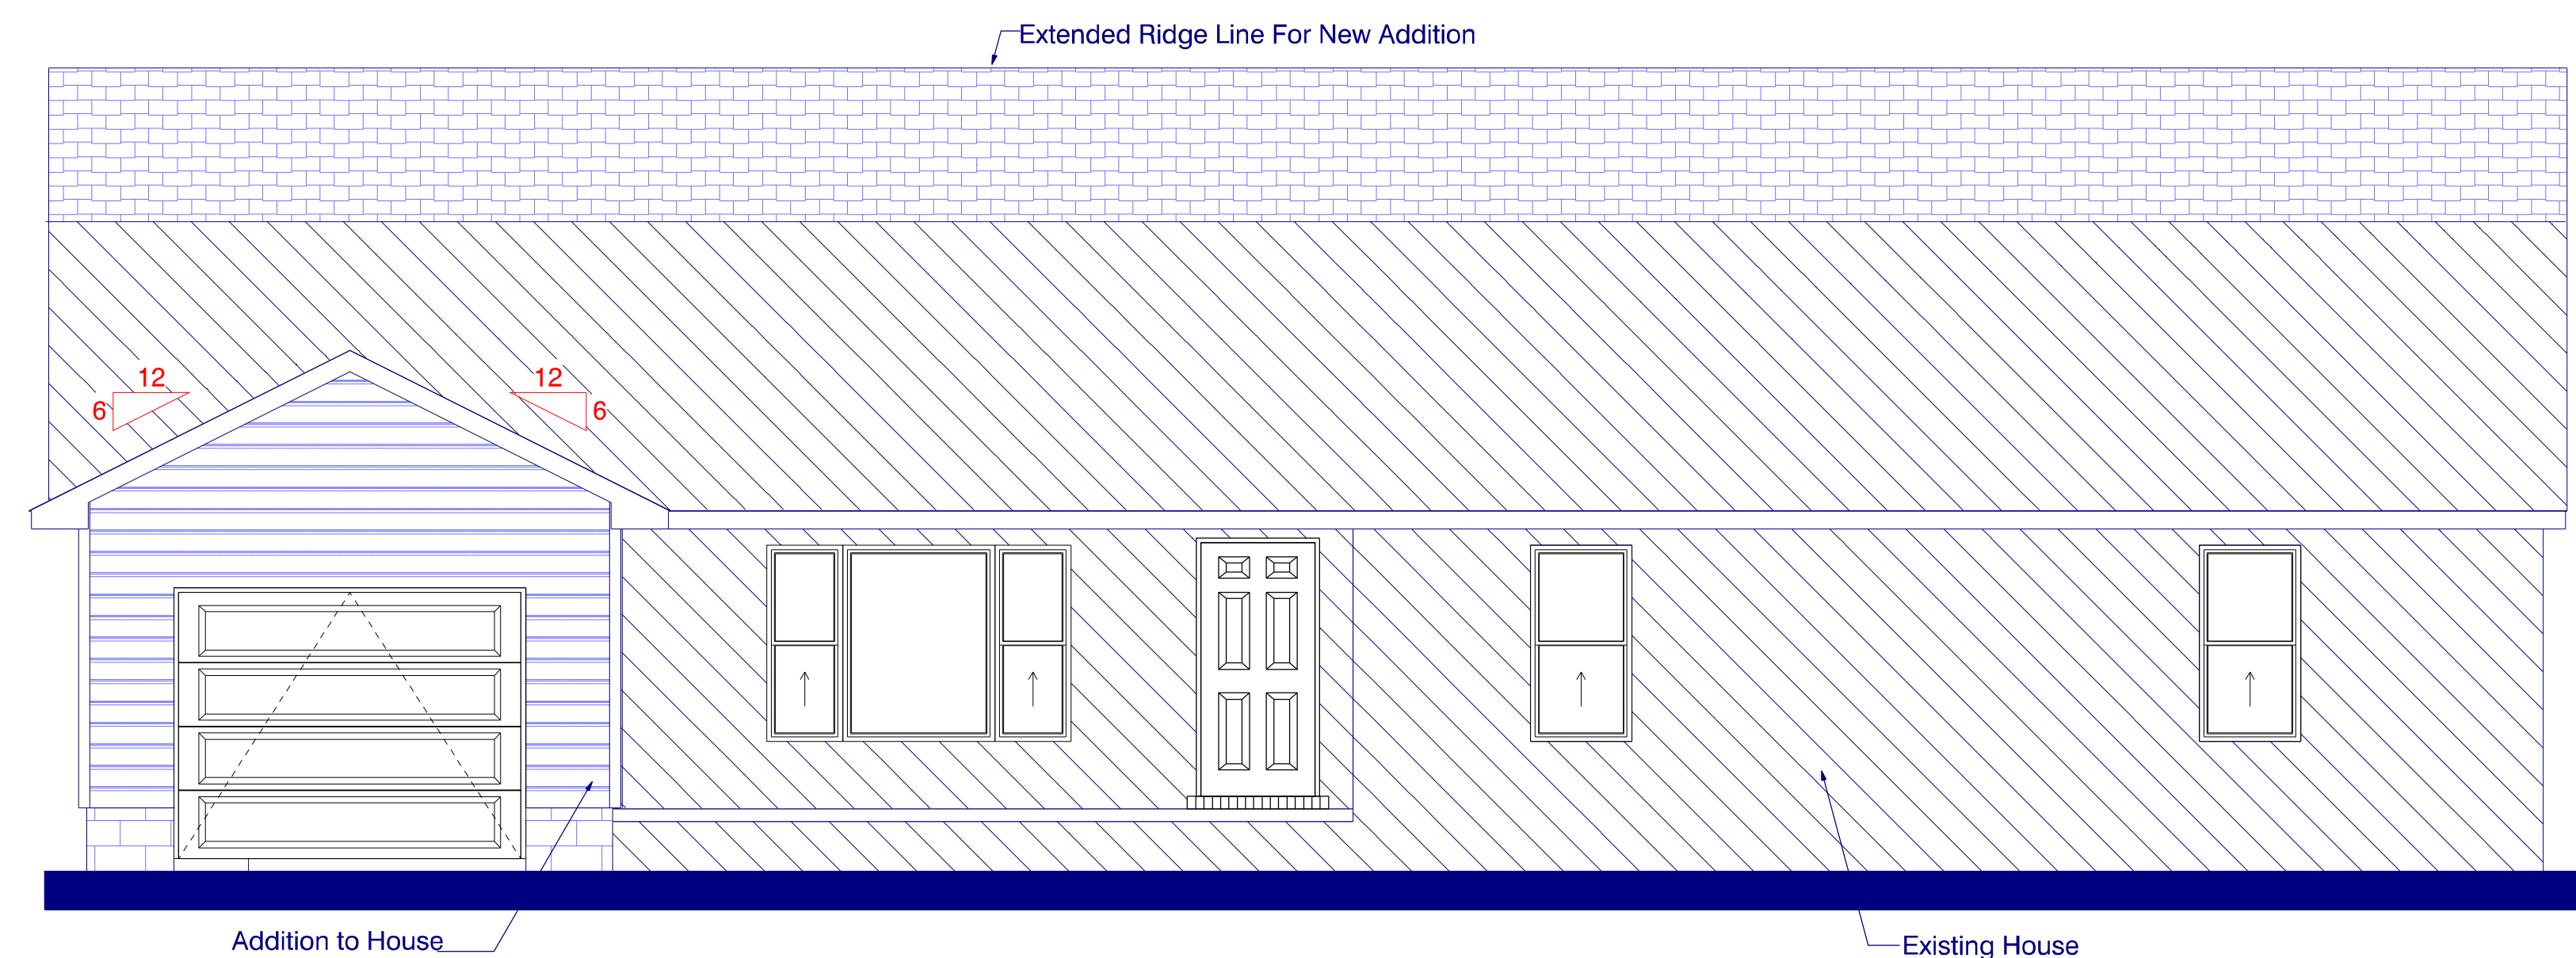 Extended Ridge Line For New Addition
12
12
6
6
Addition to House
Existing House